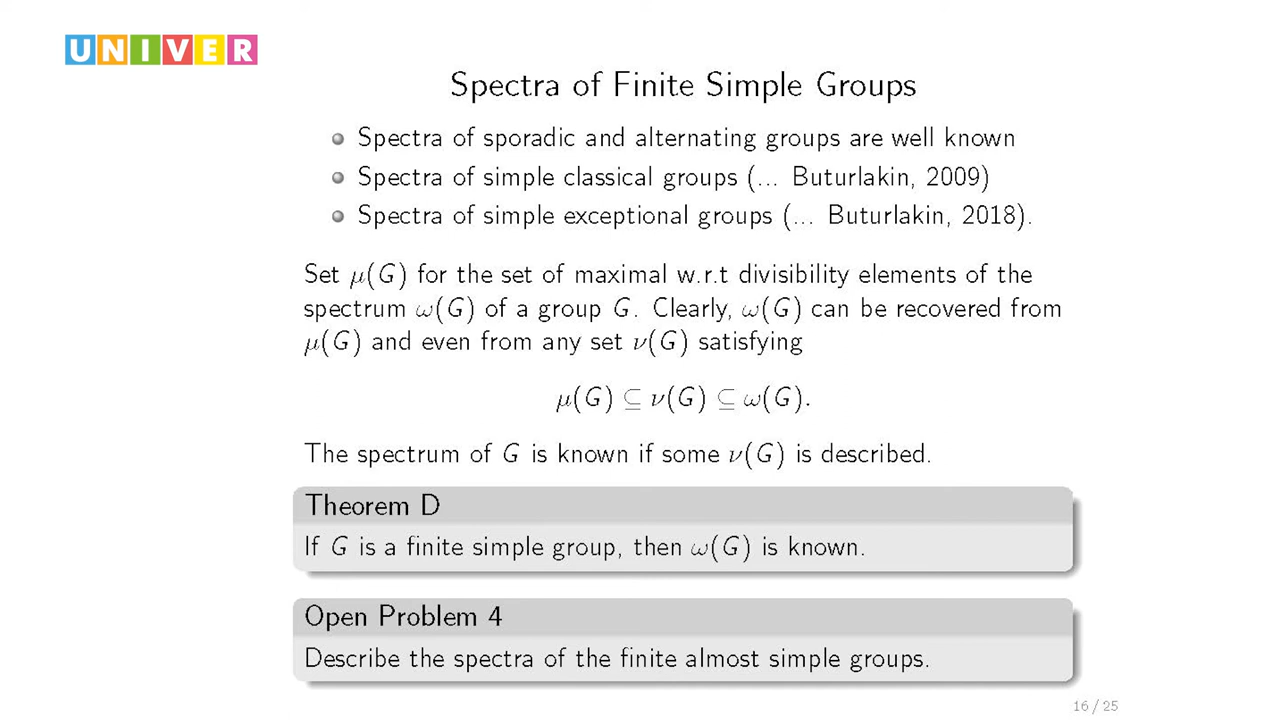 UNIVER
Spectra of Finite Simple Groups
Spectra of sporadic and alternating groups are well known
Spectra of simple classical groups (... Buturlakin, 2009)
Spectra of simple exceptional groups (... Buturlakin, 2018).
Set μ(G) for the set of maximal w.r.t divisibility elements of the
spectrum ω(G) of a group G. Clearly, ω(G) can be recovered from
μ(G) and even from any set ν(G) satisfying
μ(G) ⊆ ν(G) ⊆ ω(G).
The spectrum of G is known if some ν(G) is described.
Theorem D
If G is a finite simple group, then ω(G) is known.
Open Problem 4
Describe the spectra of the finite almost simple groups.
16 / 25